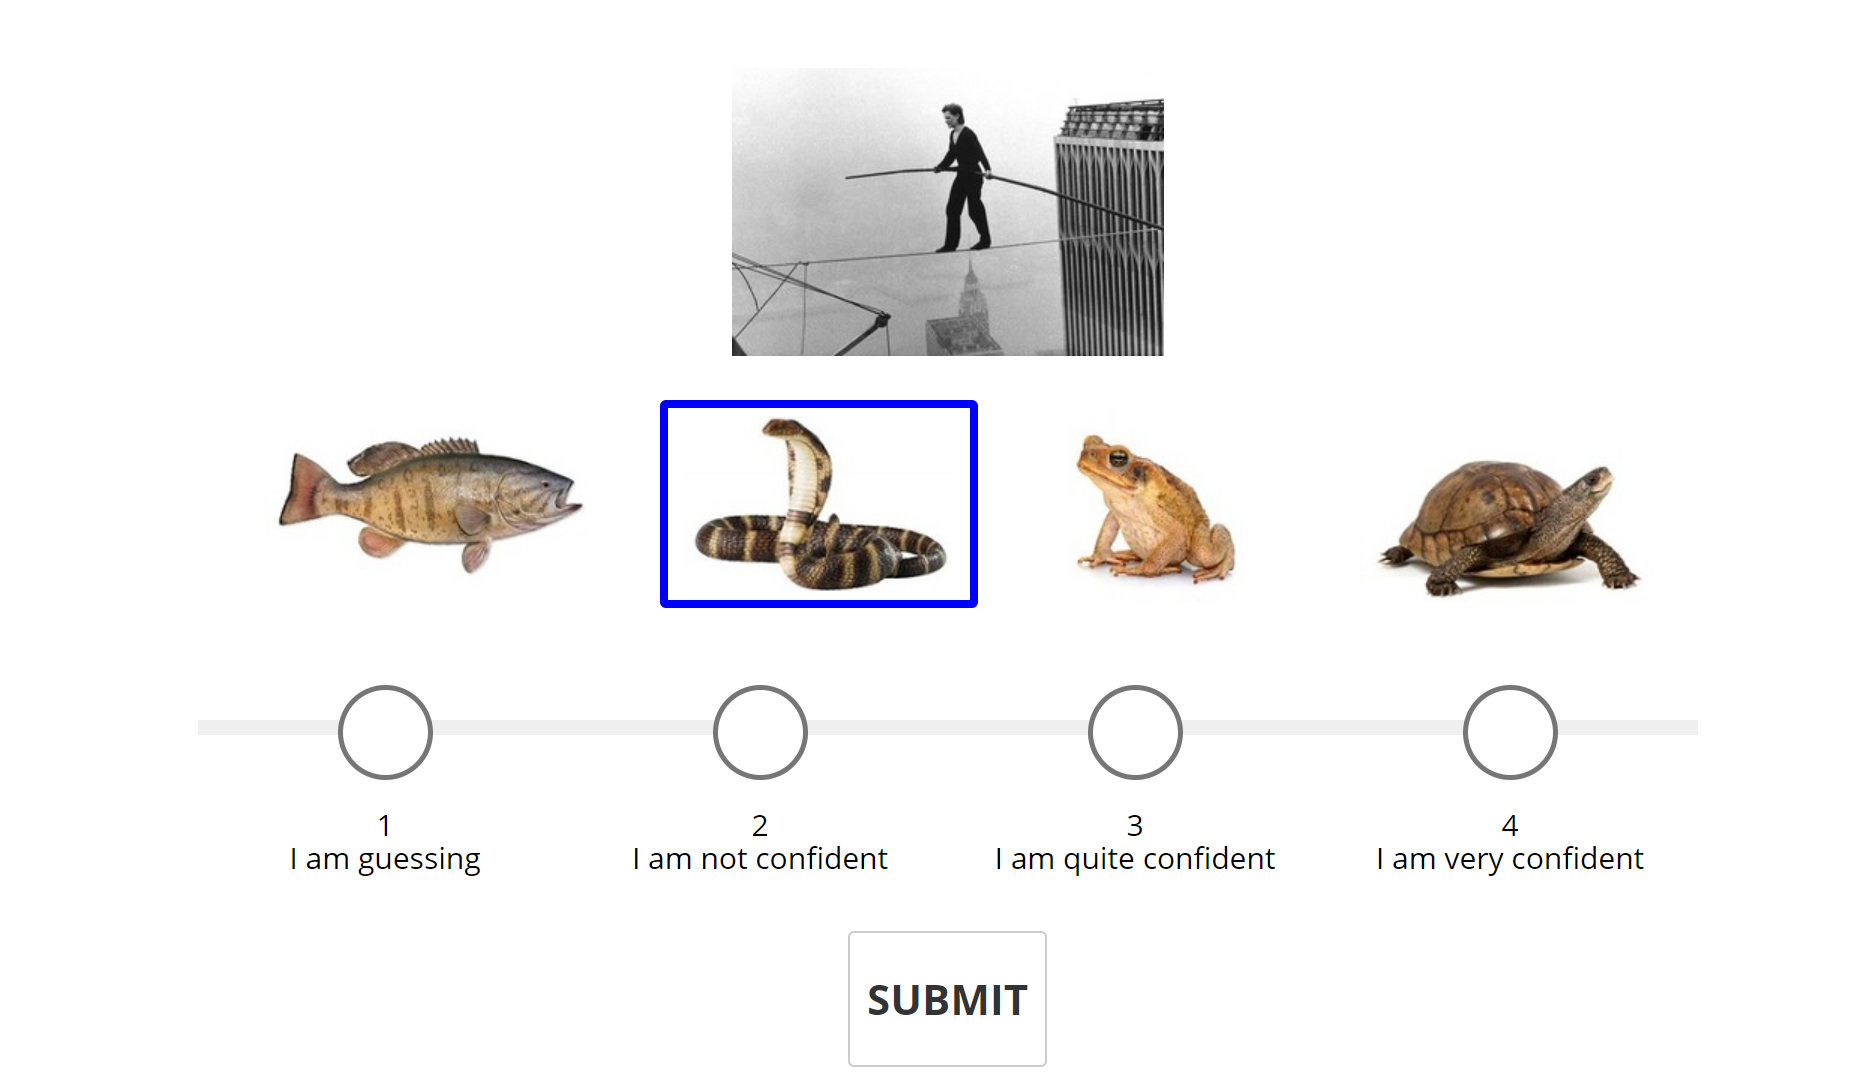 1
I am guessing
2
I am not confident
3
I am quite confident
4
I am very confident
SUBMIT